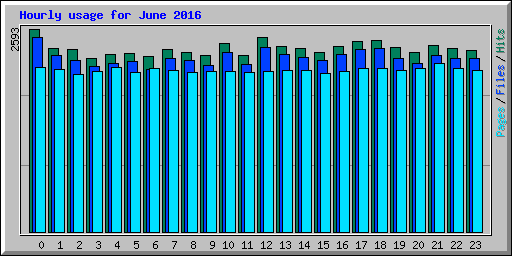 Hourly usage for June 2016
2593
Pages/Files/Hits
0 1 2 3 4 5 6 7 8 9 10 11 12 13 14 15 16 17 18 19 20 21 22 23